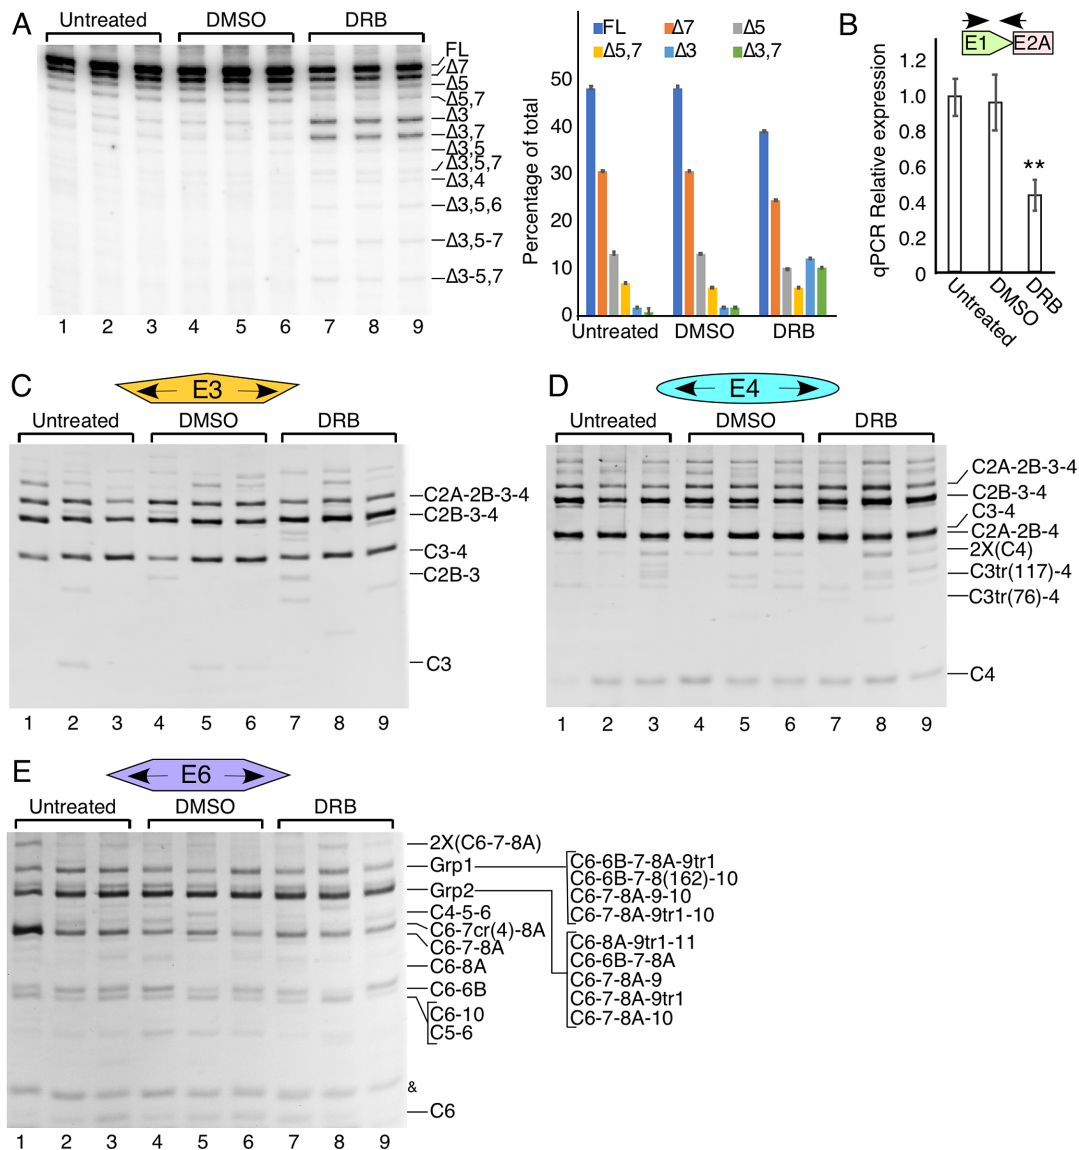 A
Untreated DMSO DRB
FL
Δ7
Δ5
Δ5,7
Δ3
Δ3,7
Δ3,5
Δ3,5,7
Δ3,4
Δ3,5,6
Δ3,5-7
Δ3-5,7
1 2 3 4 5 6 7 8 9
FL Δ7 Δ5
Δ5,7 Δ3 Δ3,7
Percentage of total
50
40
30
20
10
0
Untreated DMSO DRB
B
E1 E2A
qPCR Relative expression
1.2
1.0
0.8
0.6
0.4
0.2
0
**
Untreated
DMSO
DRB
C
E3
Untreated DMSO DRB
C2A-2B-3-4
C2B-3-4
C3-4
C2B-3
C3
1 2 3 4 5 6 7 8 9
D
E4
Untreated DMSO DRB
C2A-2B-3-4
C2B-3-4
C3-4
C2A-2B-4
2X(C4)
C3tr(117)-4
C3tr(76)-4
C4
1 2 3 4 5 6 7 8 9
E
E6
Untreated DMSO DRB
2X(C6-7-8A)
Grp1
Grp2
C4-5-6
C6-7cr(4)-8A
C6-7-8A
C6-8A
C6-6B
C6-10
C5-6
&
C6
C6-6B-7-8A-9tr1
C6-6B-7-8(162)-10
C6-7-8A-9-10
C6-7-8A-9tr1-10
C6-8A-9tr1-11
C6-6B-7-8A
C6-7-8A-9
C6-7-8A-9tr1
C6-7-8A-10
1 2 3 4 5 6 7 8 9